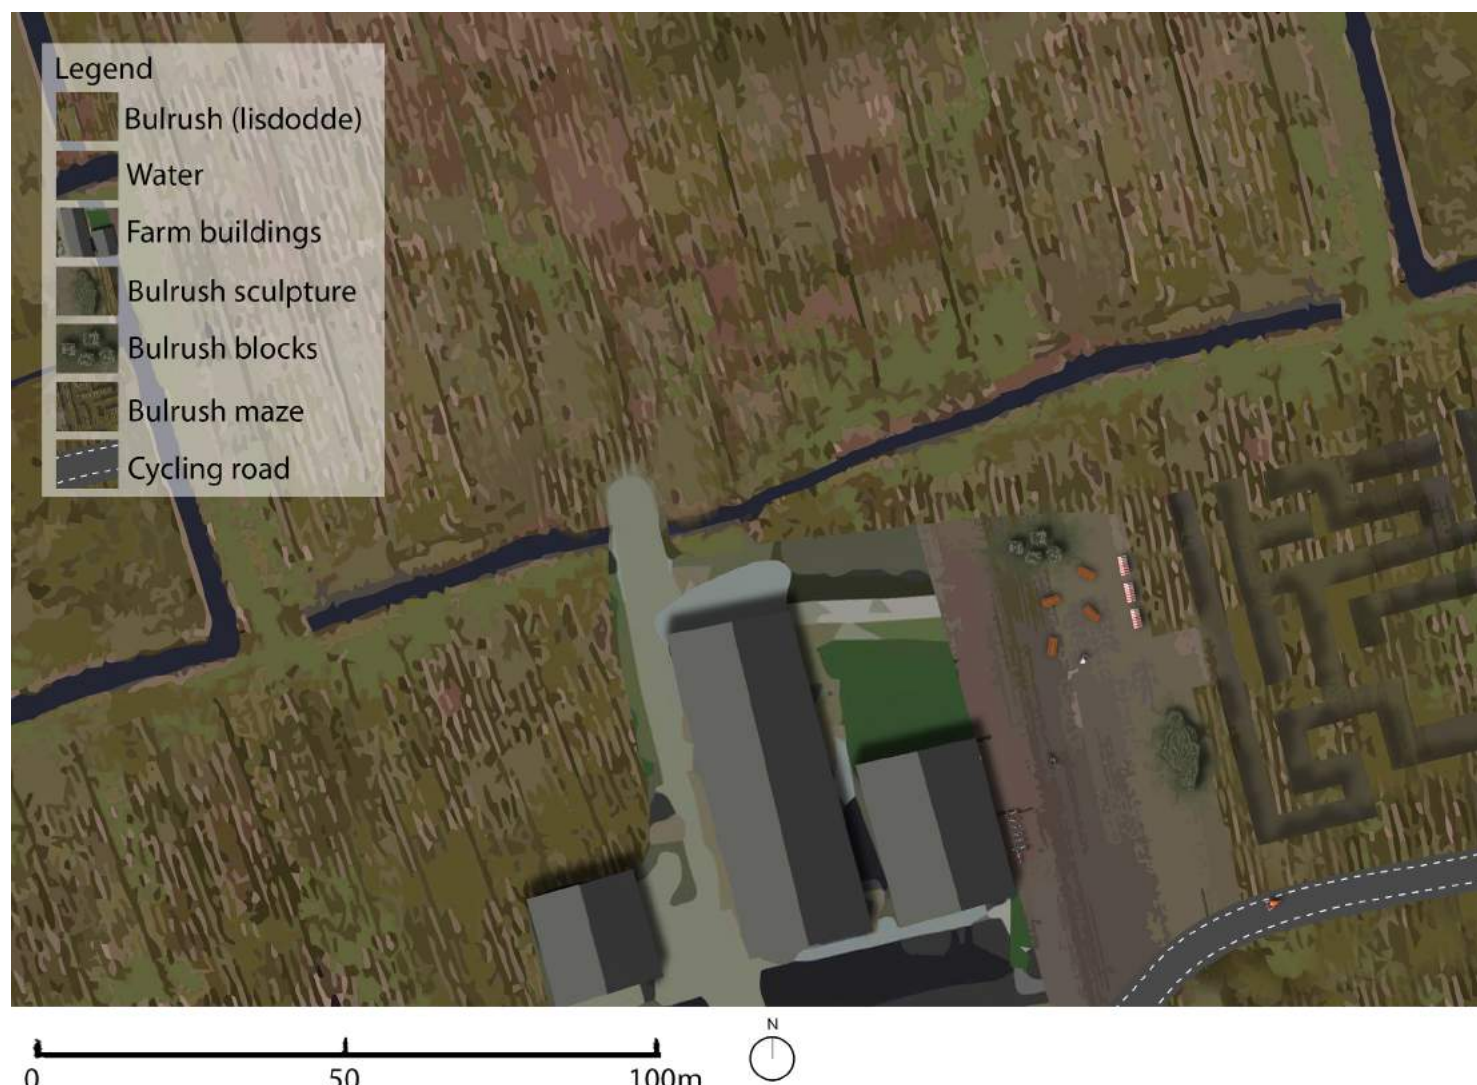 Legend
Bulrush (lisdodde)
Water
Farm buildings
Bulrush sculpture
Bulrush blocks
Bulrush maze
Cycling road
N
0 50 100m